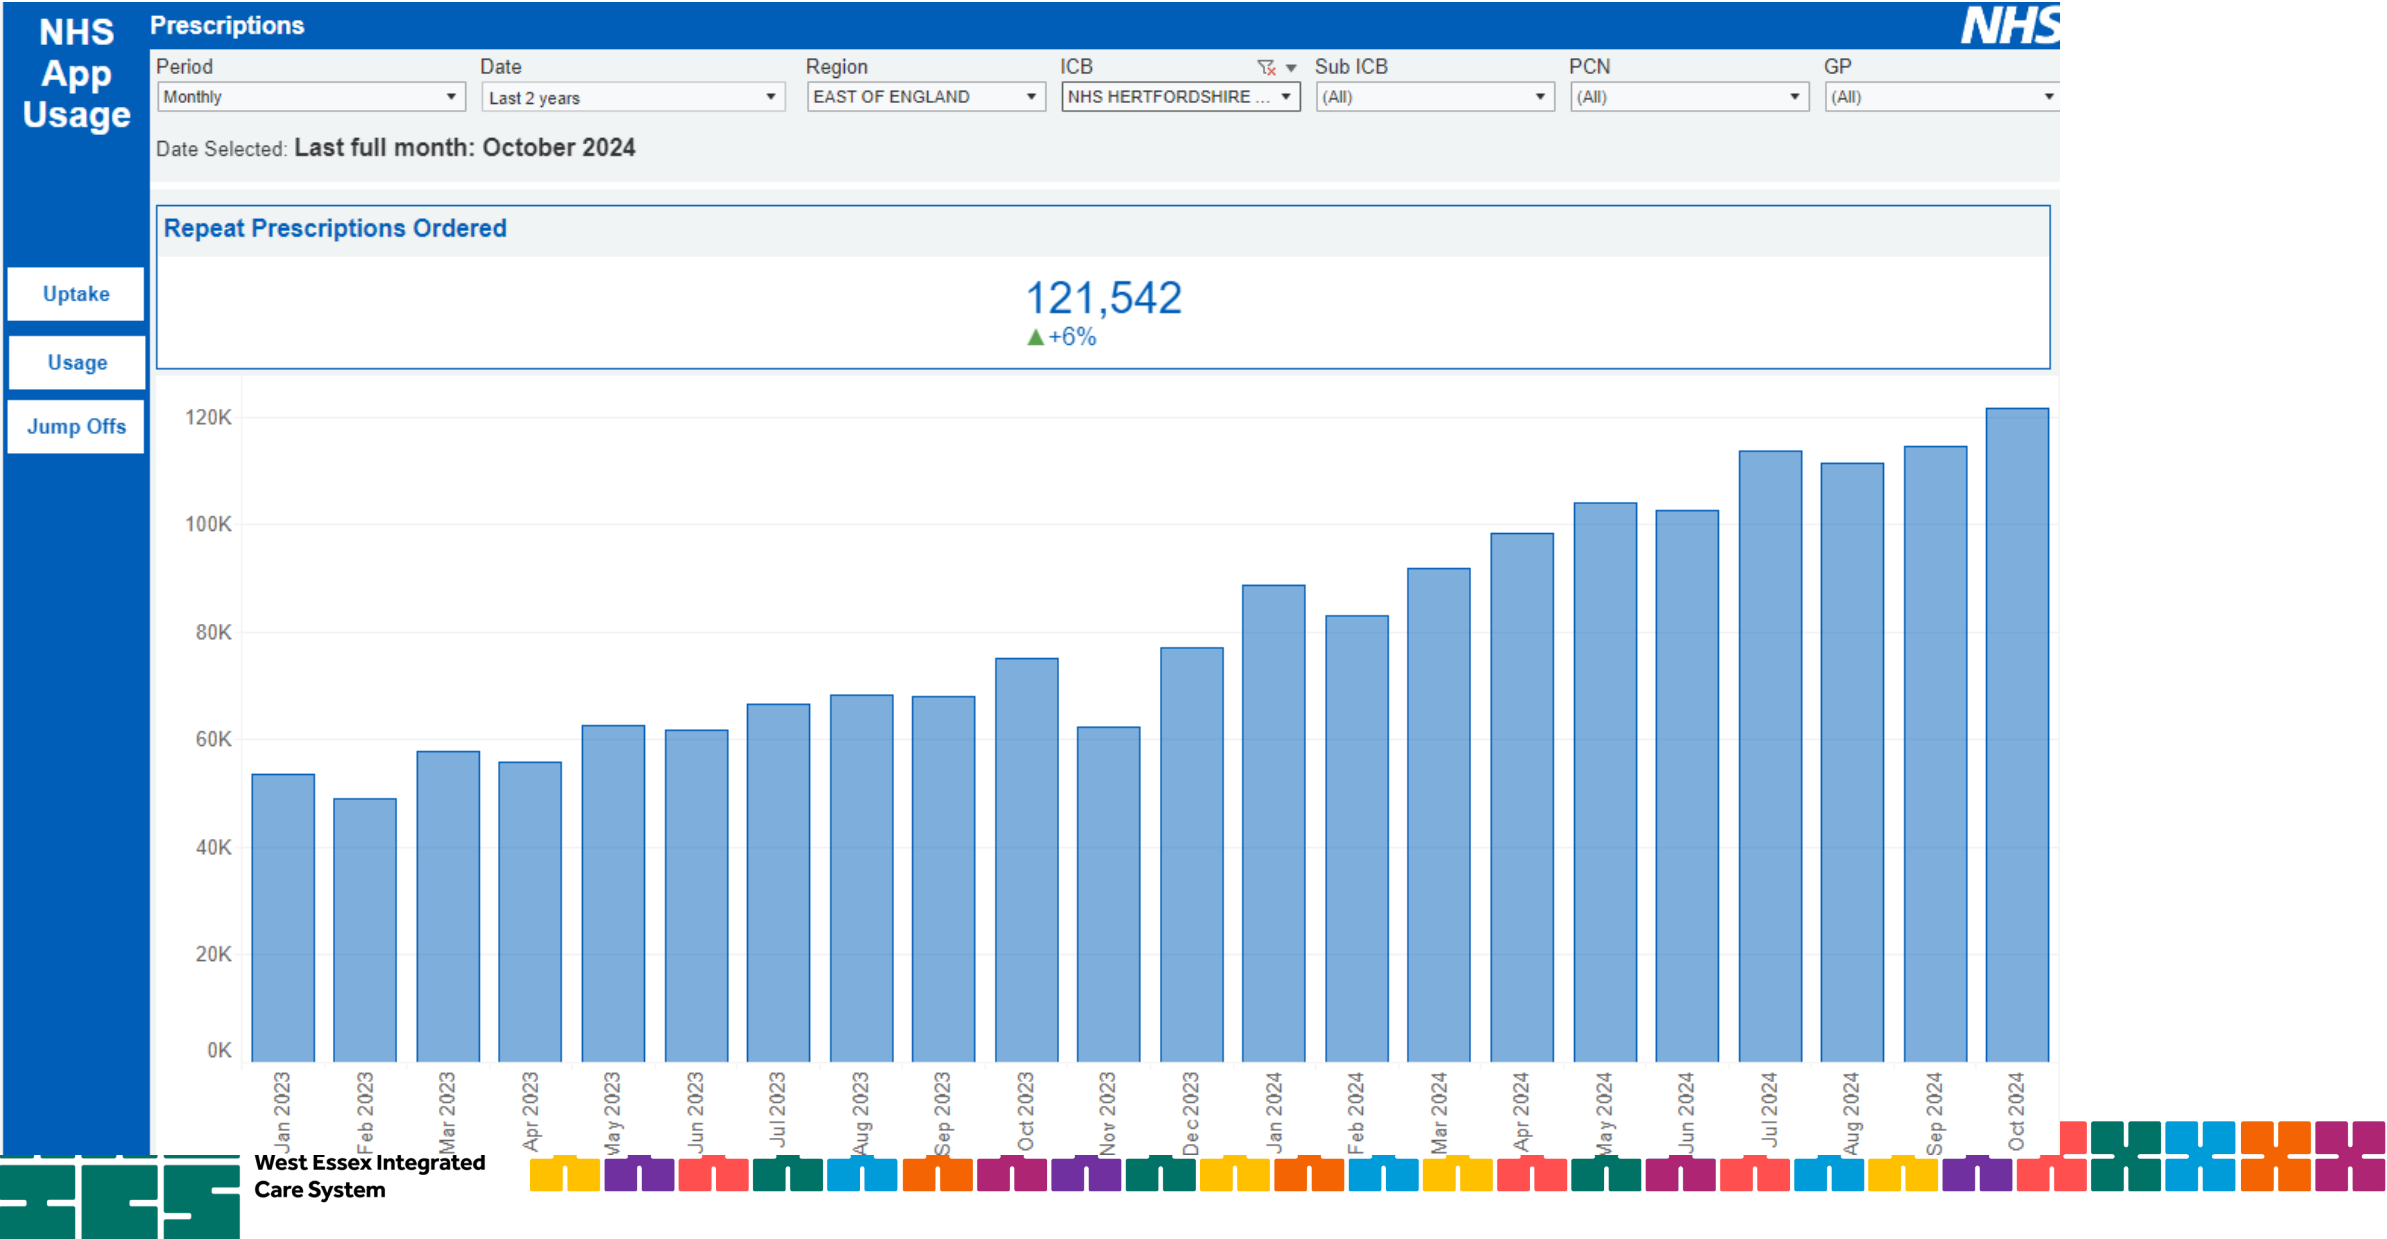 NHS
App
Usage
Prescriptions
NHS
Period
Date
Region
ICB
Sub ICB
PCN
GP
Monthly
Last 2 years
EAST OF ENGLAND
NHS HERTFORDSHIRE ...
(All)
(All)
(All)
Date Selected: Last full month: October 2024
Repeat Prescriptions Ordered
121,542
+6%
Uptake
Usage
Jump Offs
120K
100K
80K
60K
40K
20K
0K
Jan 2023
Feb 2023
Mar 2023
Apr 2023
May 2023
Jun 2023
Jul 2023
Aug 2023
Sep 2023
Oct 2023
Nov 2023
Dec 2023
Jan 2024
Feb 2024
Mar 2024
Apr 2024
May 2024
Jun 2024
Jul 2024
Aug 2024
Sep 2024
Oct 2024
West Essex Integrated
Care System